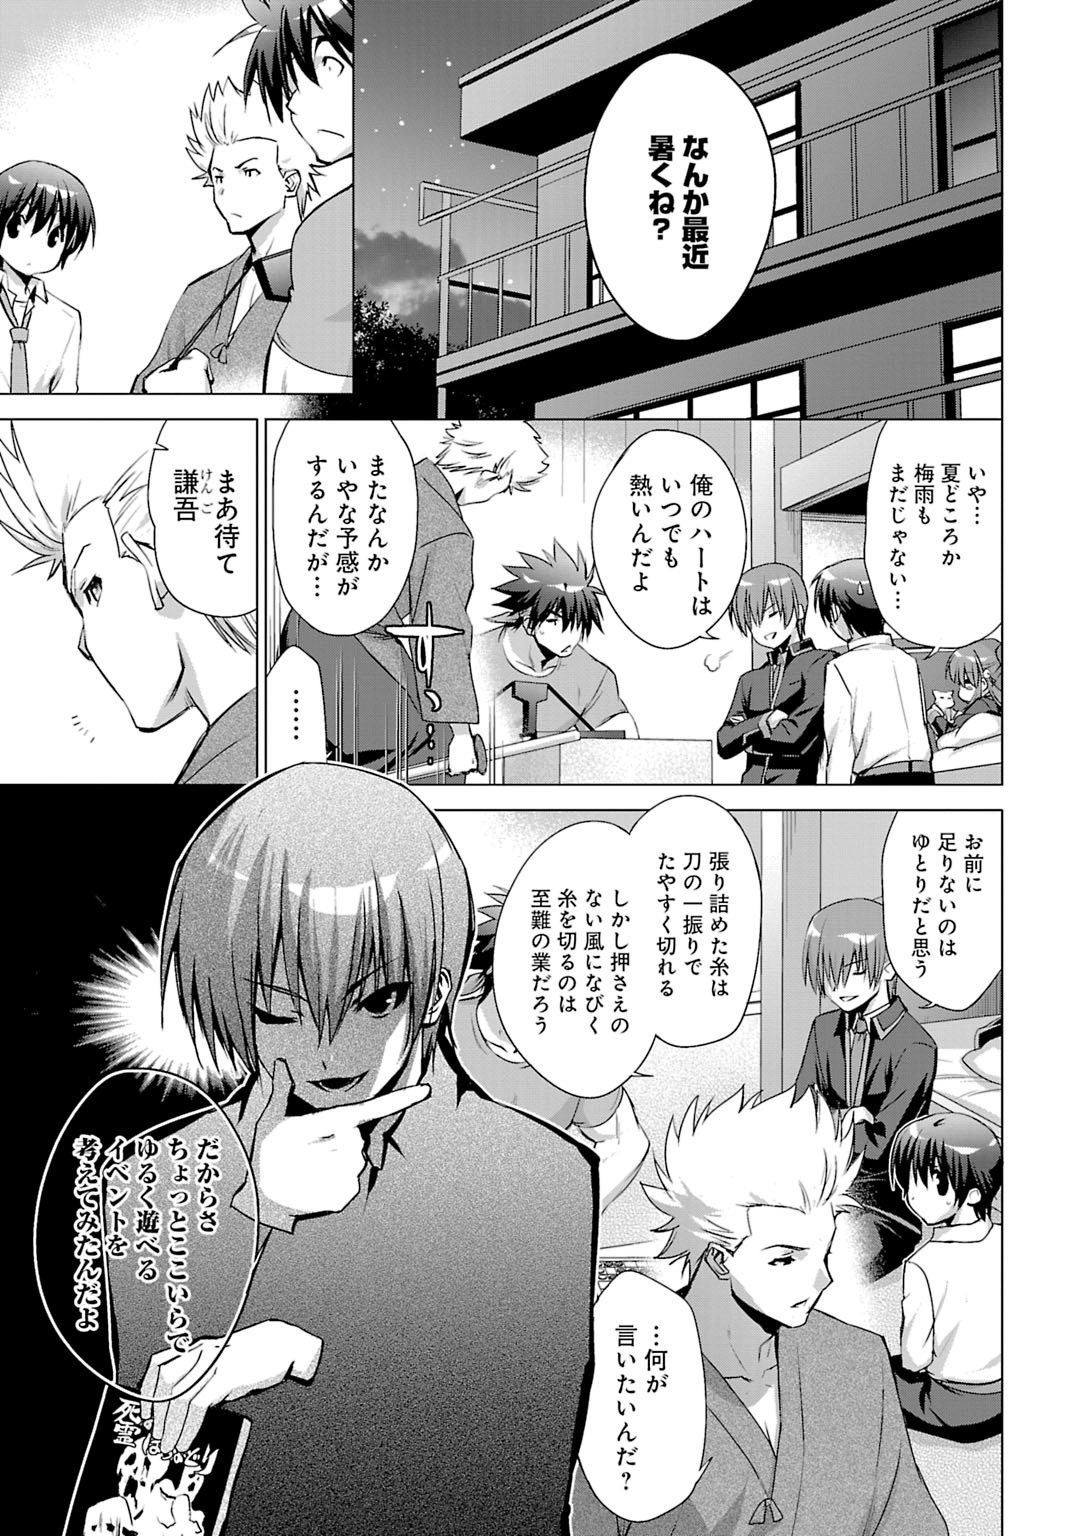 なんか最近
暑くね?
いや…
夏どころか
梅雨も
まだじゃない…
俺のハートは
いつでも
熱いんだよ
またなんか
いやな予感が
するんだが…
すっ…
……
まあ待て
謙吾
けんご
お前に
足りないのは
ゆとりだと思う
張り詰めた糸は
刀の一振りで
たやすく切れる
しかし押さえの
ない風になびく
糸を切るのは
至難の業だろう
…何が
言いたいんだ?
だからさ
ちょっとここいらで
ゆるく遊べる
イベントを
考えてみたんだよ
死霊